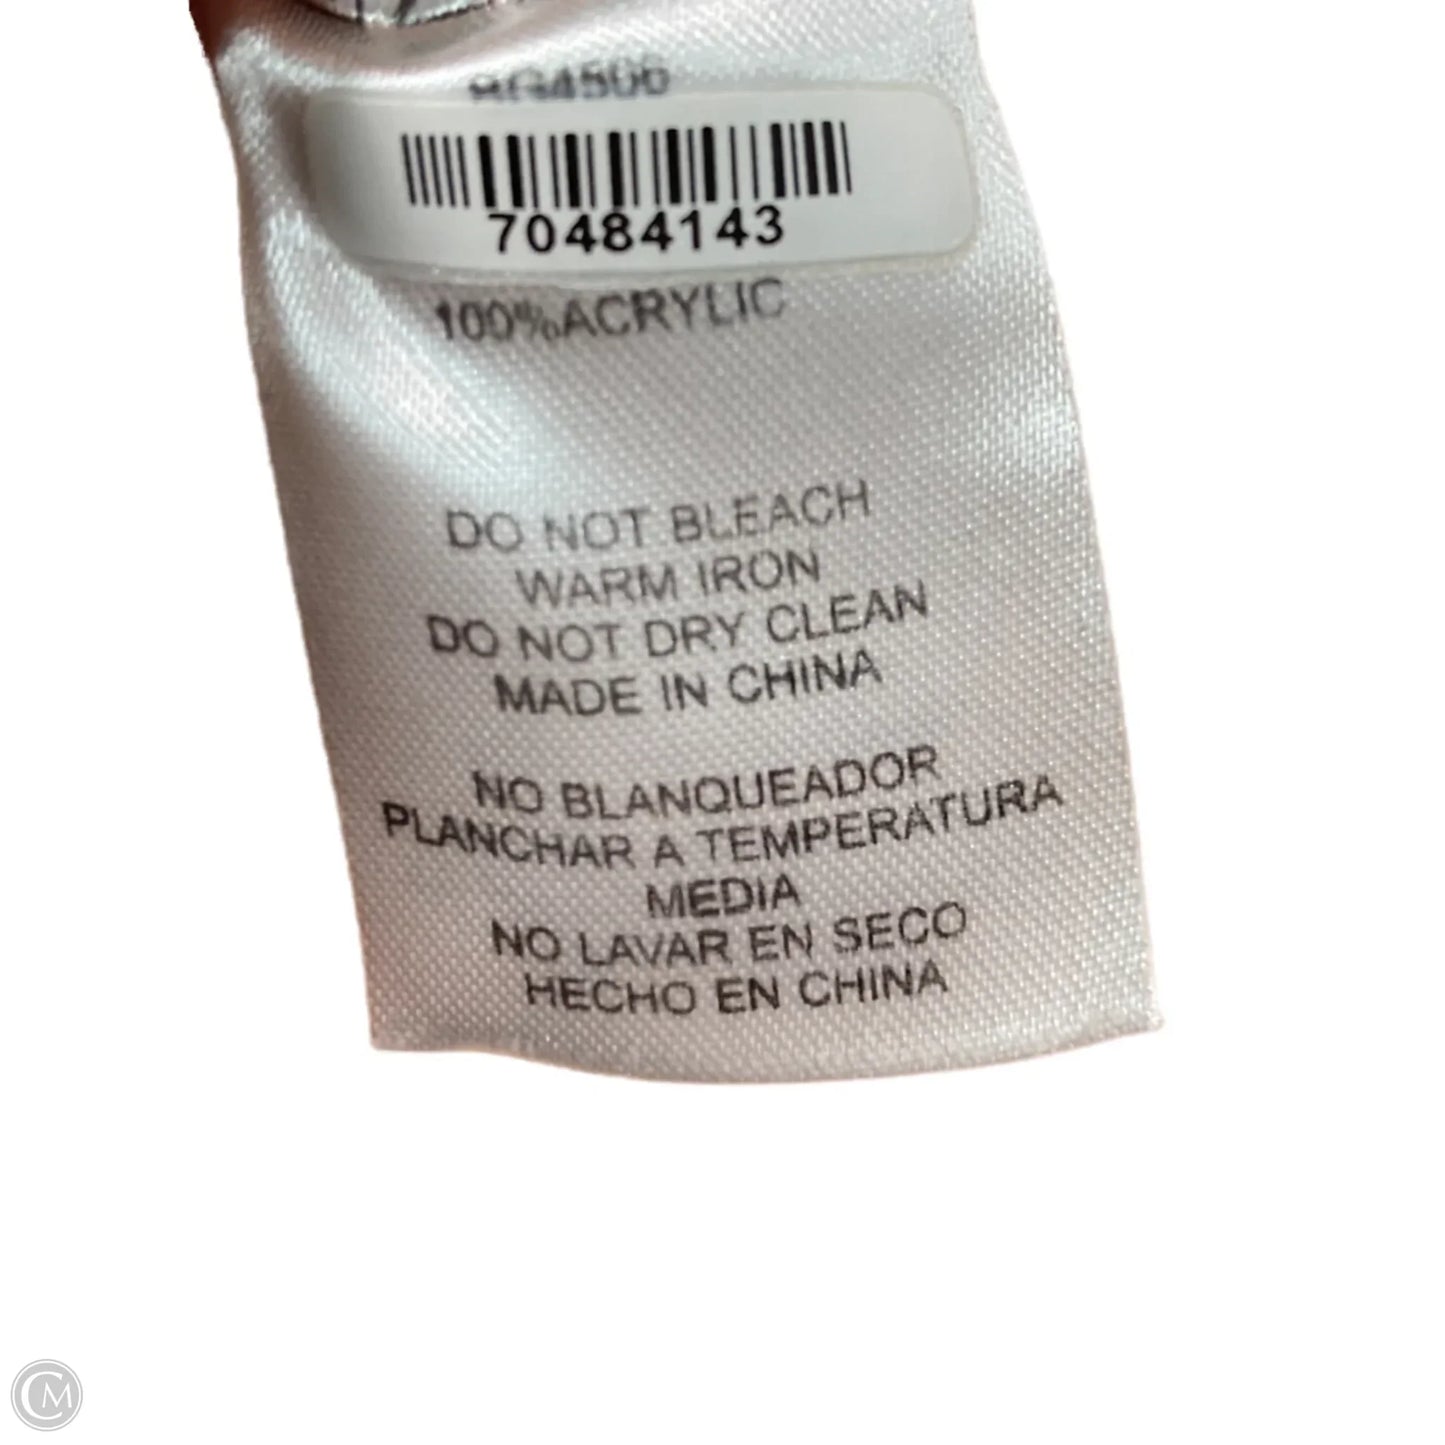 70484143
100%ACRYLIC
DO NOT BLEACH
WARM IRON
DO NOT DRY CLEAN
MADE IN CHINA
NO BLANQUEADOR
PLANCHAR A TEMPERATURA
MEDIA
NO LAVAR EN SECO
HECHO EN CHINA
CM